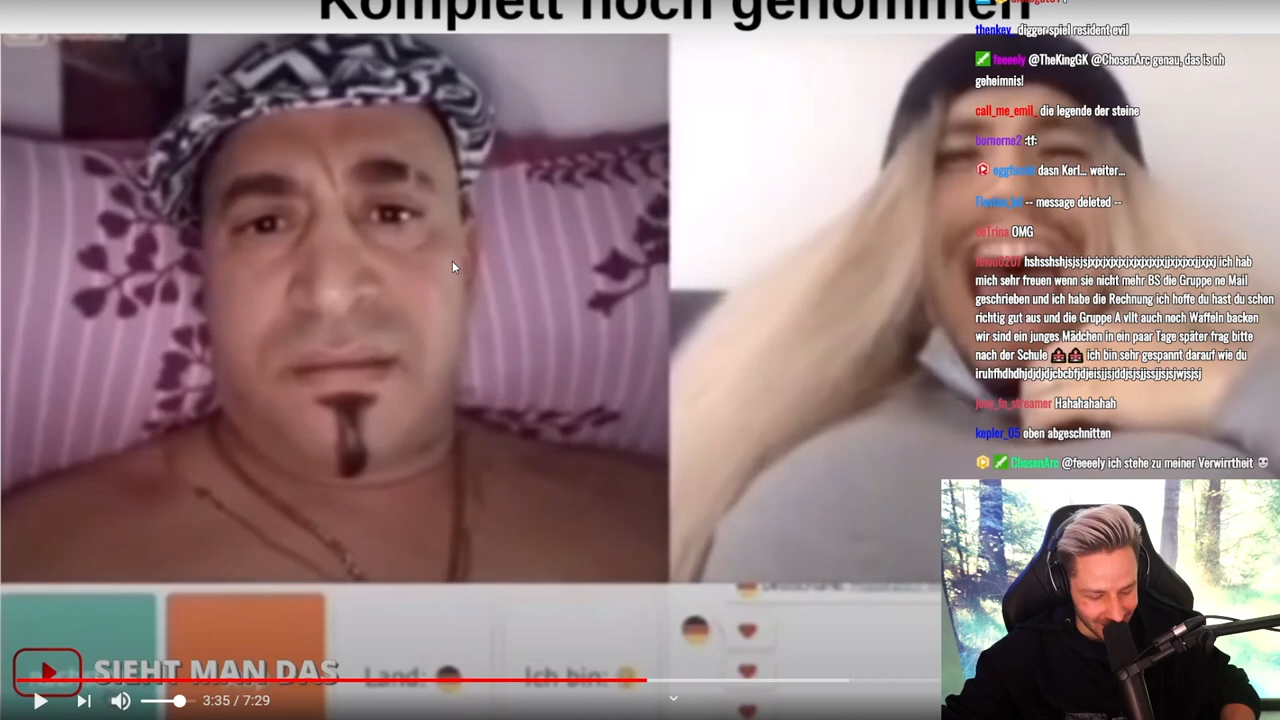 Komplett hoch genommen
thenkey_ digger spiel resident evil
feeeely @TheKingGK @ChosenArc genau, das is nh
geheimnis!
call_me_emil_ die legende der steine
bornorne2 :tf:
dasn Kerl... weiter...
-- message deleted --
OMG
hshsshshjsjsjsjxjxjxjxjxjxjxjxjxjxjxjxjxxjjxjxj ich hab
mich sehr freuen wenn sie nicht mehr BS die Gruppe ne Mail
geschrieben und ich habe die Rechnung ich hoffe du hast du schon
richtig gut aus und die Gruppe A vllt auch noch Waffeln backen
wir sind ein junges Mädchen in ein paar Tage später frag bitte
nach der Schule ich bin sehr gespannt darauf wie du
Hahahahahah
kepler_05 oben abgeschnitten
ChosenArc @feeeely ich stehe zu meiner Verwirrtheit
SIEHT MAN DAS
Land:
Ich bin:
3:35 / 7:29